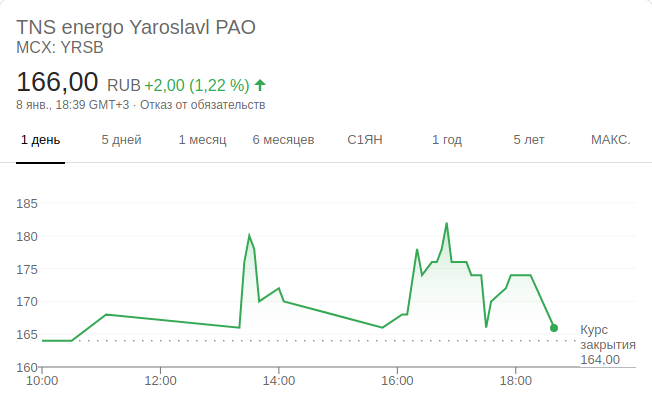 TNS energo Yaroslavl PAO
MCX: YRSB
166,00 RUB +2,00 (1,22 %)
8 янв., 18:39 GMT+3 · Отказ от обязательств
1 день 5 дней 1 месяц 6 месяцев С1ЯН 1 год 5 лет МАКС.
185
180
175
170
165
160
Курс
закрытия
164,00
10:00 12:00 14:00 16:00 18:00